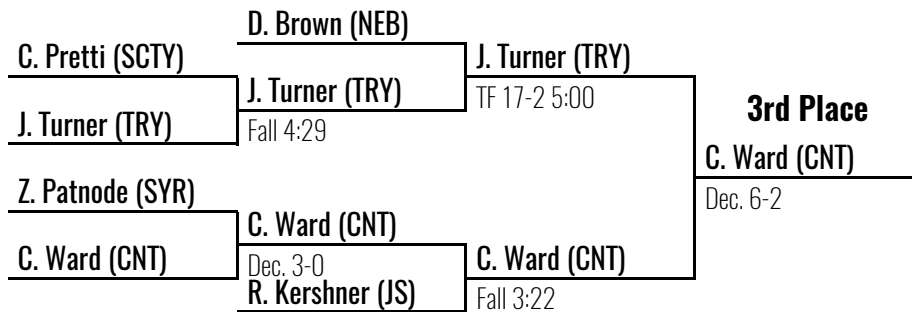 D. Brown (NEB)
C. Pretti (SCTY)
J. Turner (TRY)
J. Turner (TRY)
TF 17-2 5:00
3rd Place
J. Turner (TRY)
Fall 4:29
C. Ward (CNT)
Z. Patnode (SYR)
Dec. 6-2
C. Ward (CNT)
C. Ward (CNT)
Dec. 3-0
C. Ward (CNT)
R. Kershner (JS)
Fall 3:22